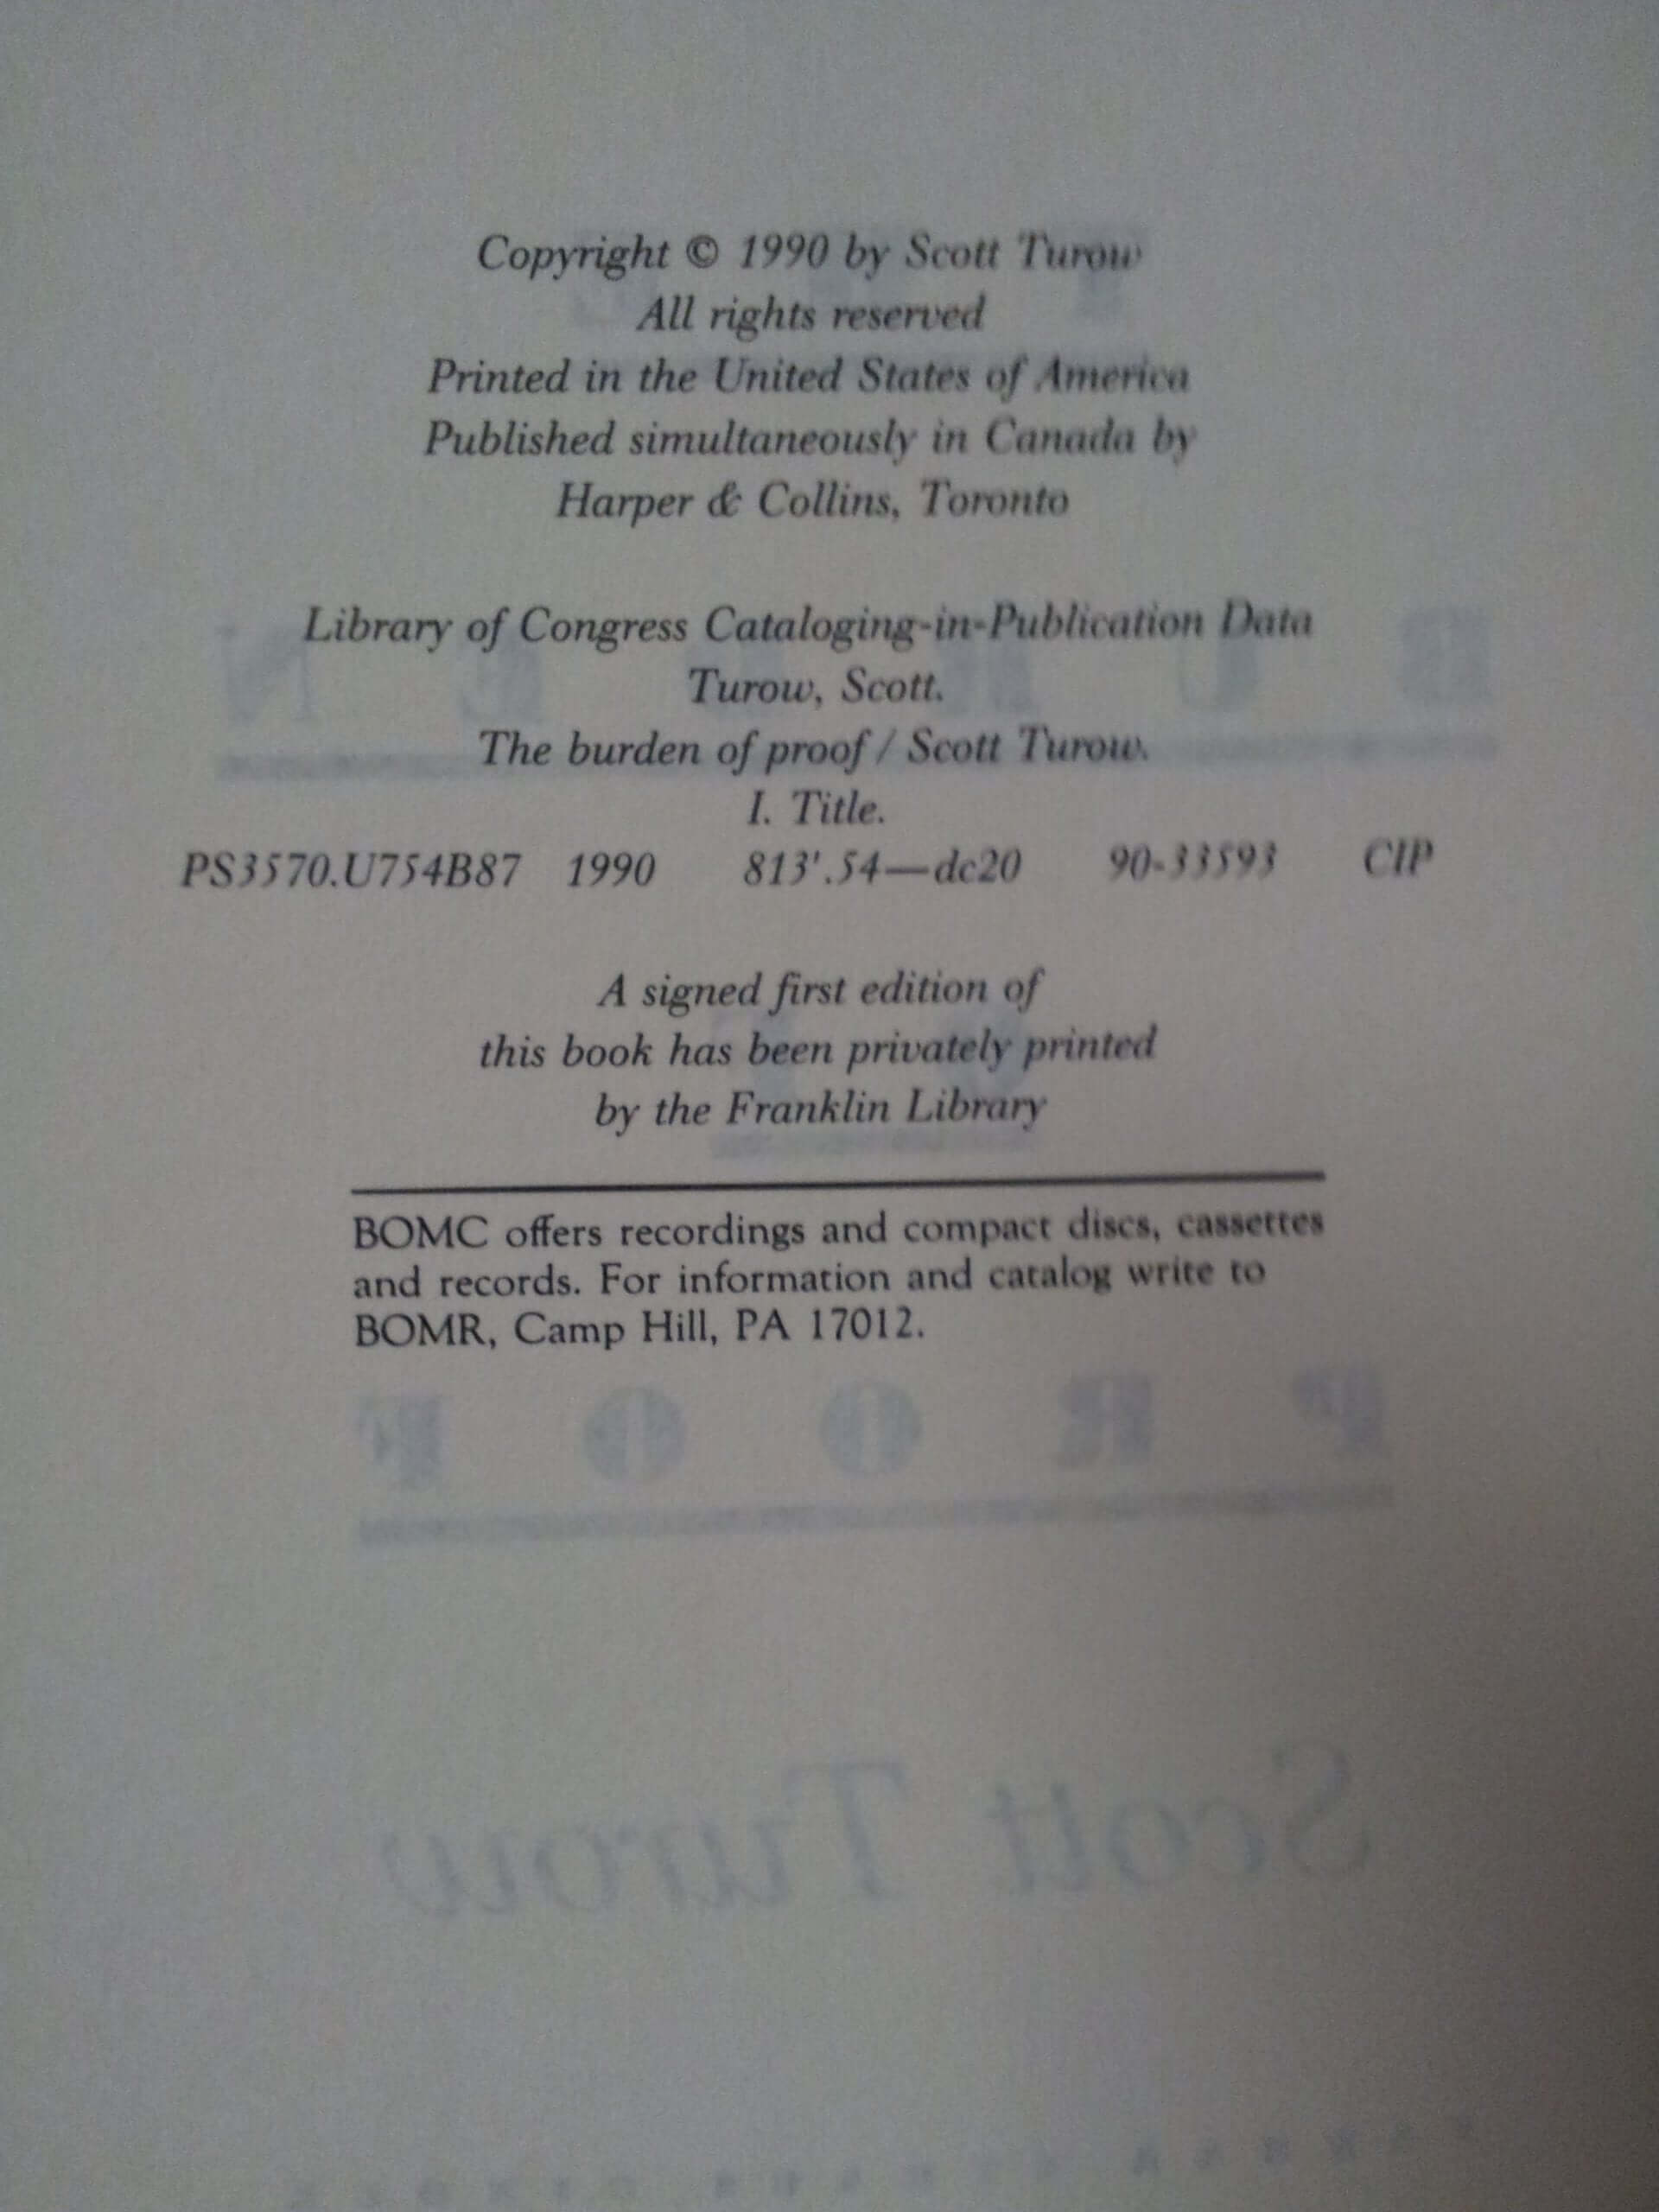 Copyright © 1990 by Scott Turow
All rights reserved
Printed in the United States of America
Published simultaneously in Canada by
Harper & Collins, Toronto
Library of Congress Cataloging-in-Publication Data
Turow, Scott.
The burden of proof / Scott Turow.
I. Title.
PS3570.U754B87 1990 813'.54—dc20 90-33593 CIP
A signed first edition of
this book has been privately printed
by the Franklin Library
BOMC offers recordings and compact discs, cassettes
and records. For information and catalog write to
BOMR, Camp Hill, PA 17012.
PROOF
Scott Turow